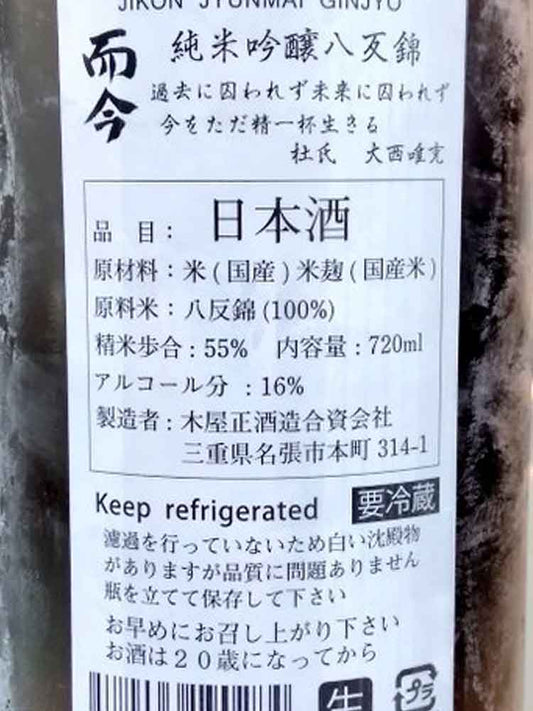 JIKON JYUNMAI GINJYO
而今
純米吟醸八反錦
過去に囚われず未来に囚われず
今をただ精一杯生きる
杜氏 大西唯克
品目: 日本酒
原材料:米(国産)米麹(国産米)
原料米:八反錦(100%)
精米歩合:55% 内容量:720ml
アルコール分:16%
製造者:木屋正酒造合資会社
三重県名張市本町 314-1
Keep refrigerated 要冷蔵
濾過を行っていないため白い沈殿物
がありますが品質に問題ありません
瓶を立てて保存して下さい
お早めにお召し上がり下さい
お酒は20歳になってから
生
プラ